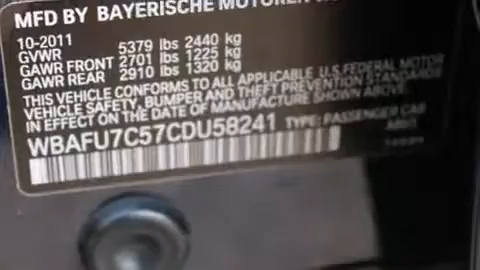 MFD BY BAYERISCHE MOTOREN
10-2011
GVWR 5379 lbs 2440 kg
GAWR FRONT 2701 lbs 1225 kg
GAWR REAR 2910 lbs 1320 kg
THIS VEHICLE CONFORMS TO ALL APPLICABLE U.S. FEDERAL MOTOR
VEHICLE SAFETY, BUMPER AND THEFT PREVENTION STANDARDS
IN EFFECT ON THE DATE OF MANUFACTURE SHOWN ABOVE.
WBAFU7C57CDU58241 TYPE: PASSENGER CAR